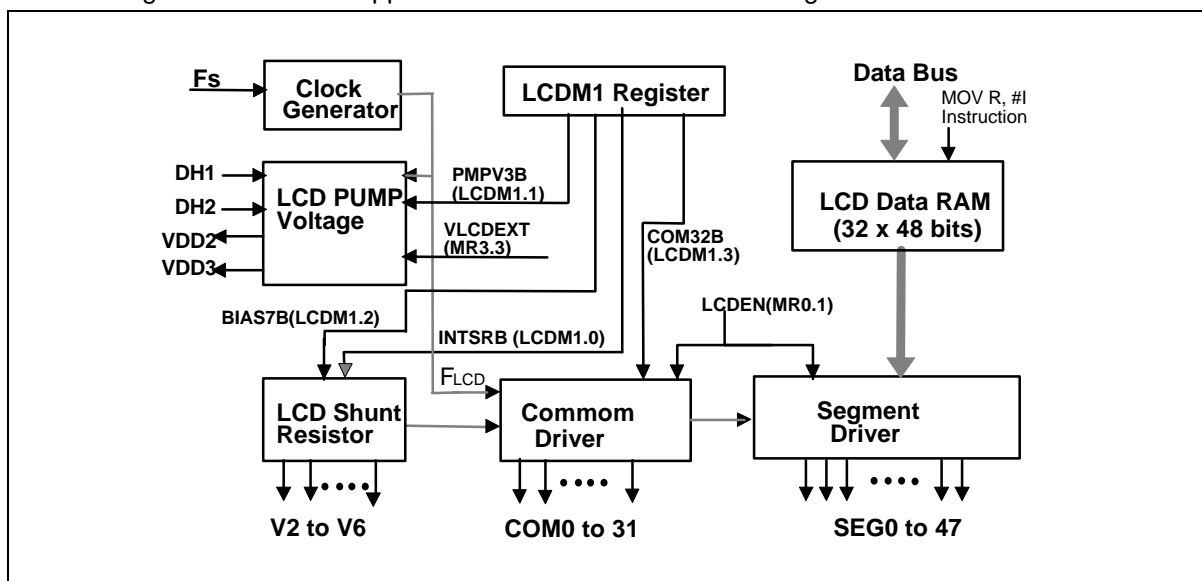 Fs
Clock
Generator
LCDM1 Register
Data Bus
MOV R, #I
Instruction
DH1
DH2
VDD2
VDD3
LCD PUMP
Voltage
PMPV3B
(LCDM1.1)
VLCDEXT
(MR3.3)
COM32B
(LCDM1.3)
LCD Data RAM
(32 x 48 bits)
BIAS7B(LCDM1.2)
INTSRB (LCDM1.0)
LCDEN(MR0.1)
FLCD
LCD Shunt
Resistor
Commom
Driver
Segment
Driver
V2 to V6
COM0 to 31
SEG0 to 47